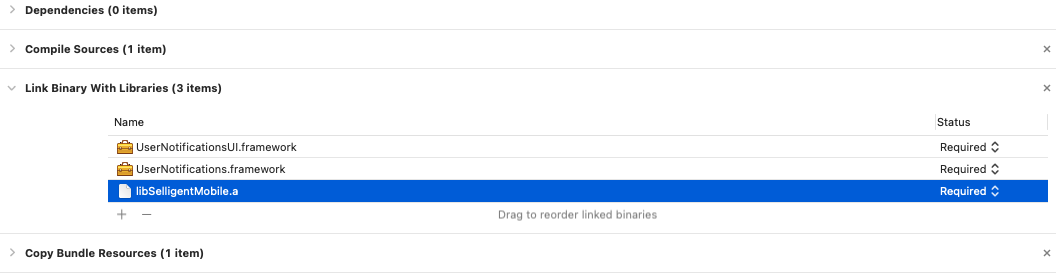 Dependencies (0 items)
Compile Sources (1 item)
Link Binary With Libraries (3 items)
Name Status
UserNotificationsUI.framework Required
UserNotifications.framework Required
libSelligentMobile.a Required
Drag to reorder linked binaries
Copy Bundle Resources (1 item)